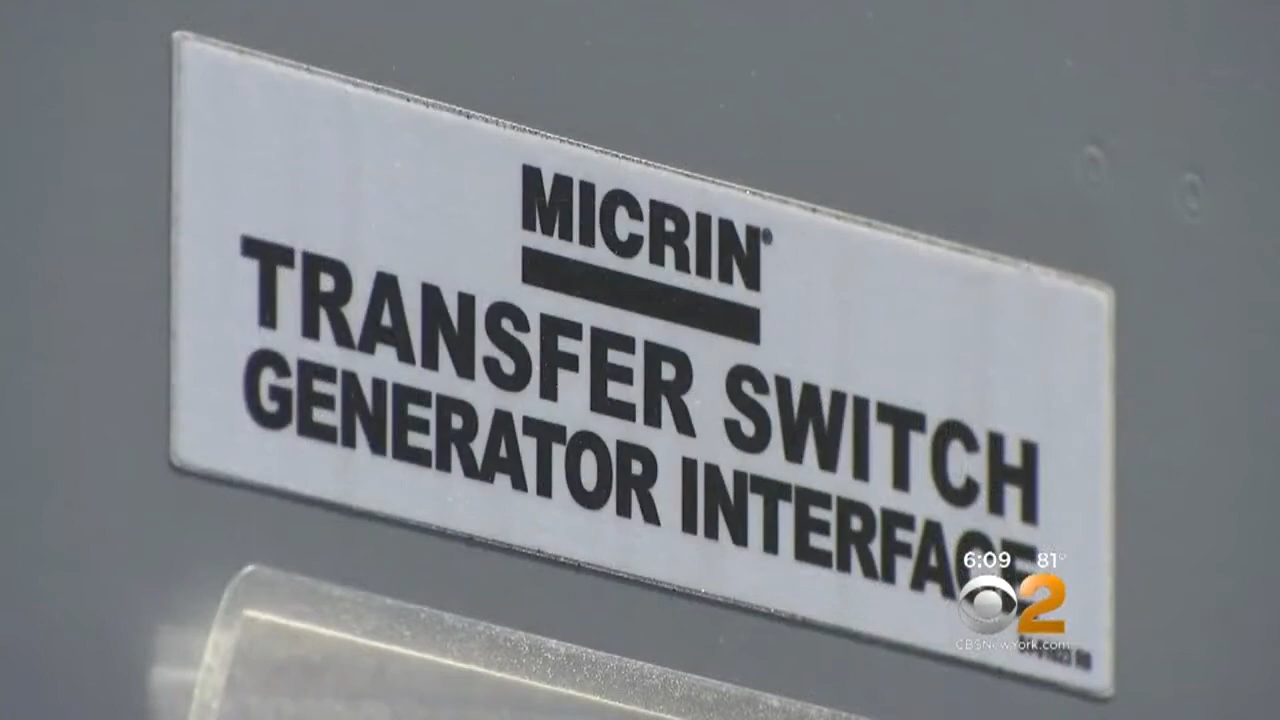 MICRIN®
TRANSFER SWITCH
GENERATOR INTERFACE
6:09 81°
2
CBSNewYork.com